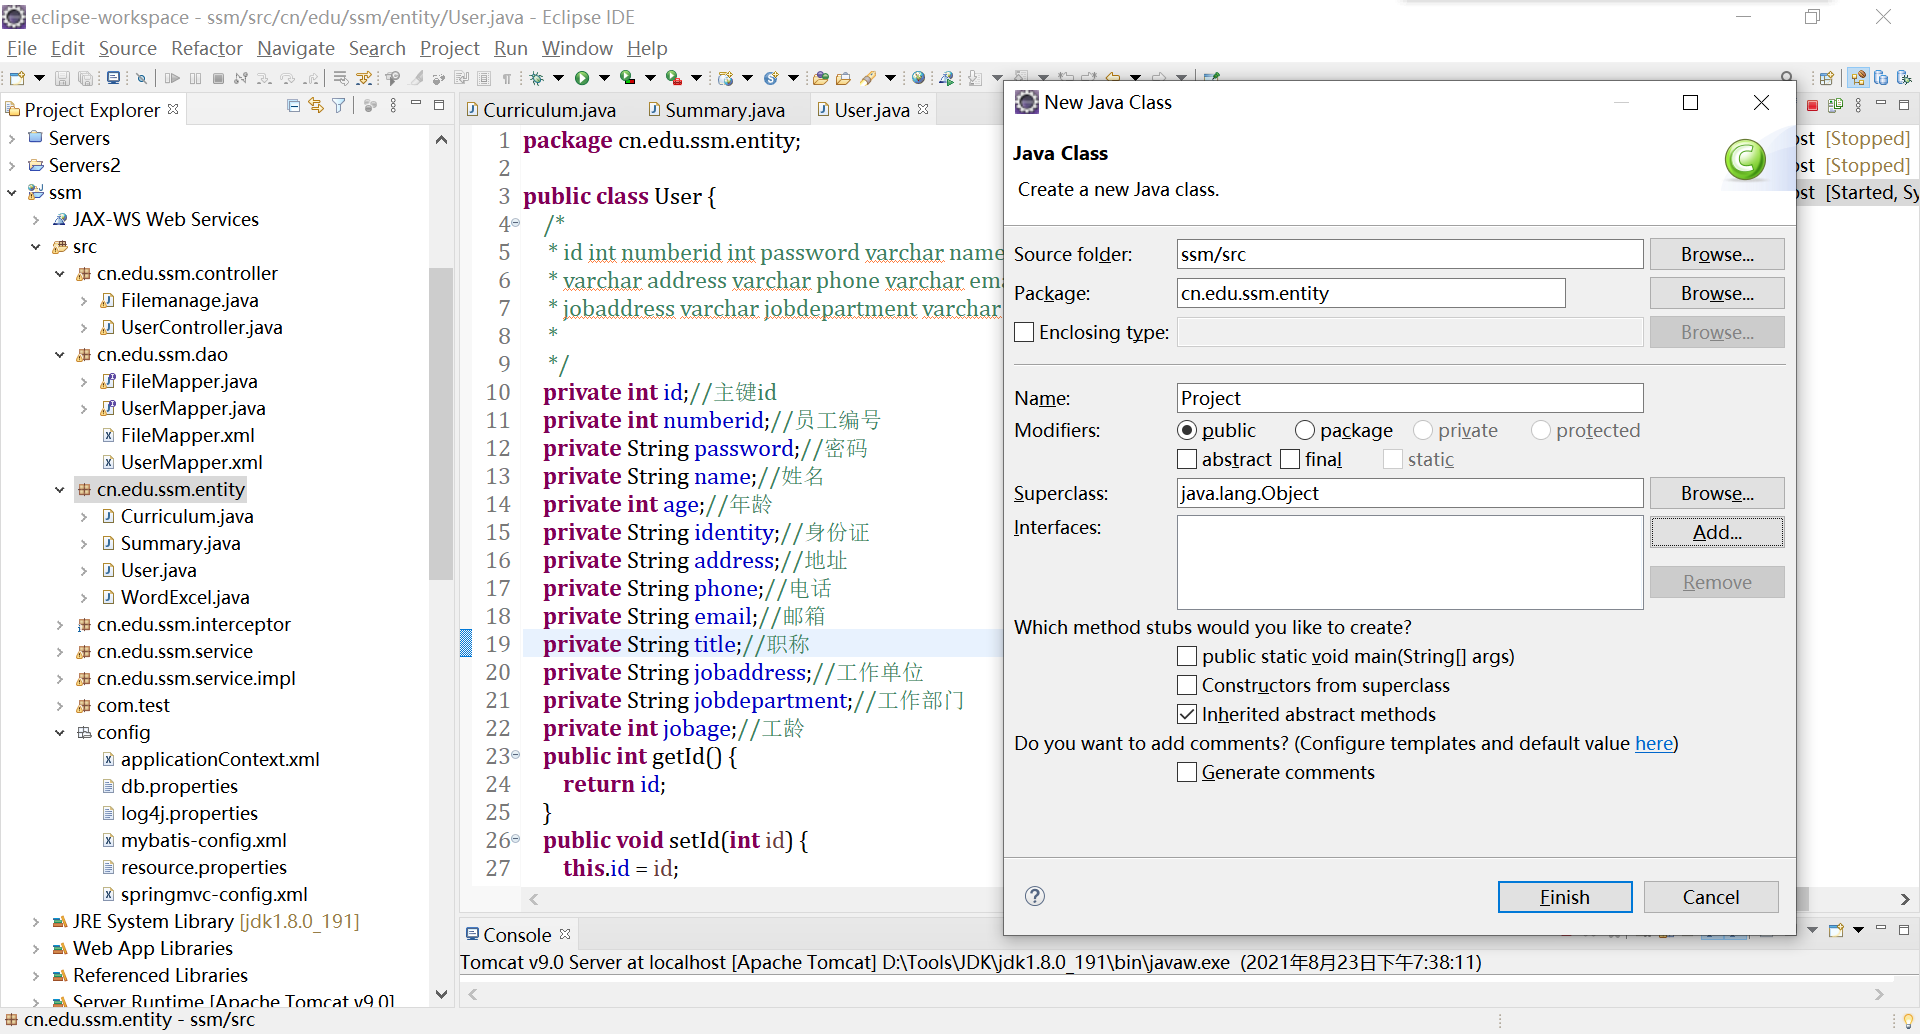 eclipse-workspace - ssm/src/cn/edu/ssm/entity/User.java - Eclipse IDE
File Edit Source Refactor Navigate Search Project Run Window Help
Project Explorer
Servers
Servers2
ssm
JAX-WS Web Services
src
cn.edu.ssm.controller
Filemanage.java
UserController.java
cn.edu.ssm.dao
FileMapper.java
UserMapper.java
FileMapper.xml
UserMapper.xml
cn.edu.ssm.entity
Curriculum.java
Summary.java
User.java
WordExcel.java
cn.edu.ssm.interceptor
cn.edu.ssm.service
cn.edu.ssm.service.impl
com.test
config
applicationContext.xml
db.properties
log4j.properties
mybatis-config.xml
resource.properties
springmvc-config.xml
JRE System Library [jdk1.8.0_191]
Web App Libraries
Referenced Libraries
Server Runtime [Apache Tomcat v9.0]
Curriculum.java Summary.java User.java
1 package cn.edu.ssm.entity;
2
3 public class User {
4 /*
5 * id int numberid int password varchar name
6 * varchar address varchar phone varchar ema
7 * jobaddress varchar jobdepartment varchar
8 *
9 */
10 private int id;//主键id
11 private int numberid;//员工编号
12 private String password;//密码
13 private String name;//姓名
14 private int age;//年龄
15 private String identity;//身份证
16 private String address;//地址
17 private String phone;//电话
18 private String email;//邮箱
19 private String title;//职称
20 private String jobaddress;//工作单位
21 private String jobdepartment;//工作部门
22 private int jobage;//工龄
23 public int getId() {
24 return id;
25 }
26 public void setId(int id) {
27 this.id = id;
New Java Class
Java Class
Create a new Java class.
Source folder: ssm/src Browse...
Package: cn.edu.ssm.entity Browse...
Enclosing type: Browse...
Name: Project
Modifiers: public package private protected
abstract final static
Superclass: java.lang.Object Browse...
Interfaces: Add...
Remove
Which method stubs would you like to create?
public static void main(String[] args)
Constructors from superclass
Inherited abstract methods
Do you want to add comments? (Configure templates and default value here)
Generate comments
? Finish Cancel
ost [Stopped]
ost [Stopped]
ost [Started, Sy
Console
Tomcat v9.0 Server at localhost [Apache Tomcat] D:\Tools\JDK\jdk1.8.0_191\bin\javaw.exe (2021年8月23日下午7:38:11)
cn.edu.ssm.entity - ssm/src